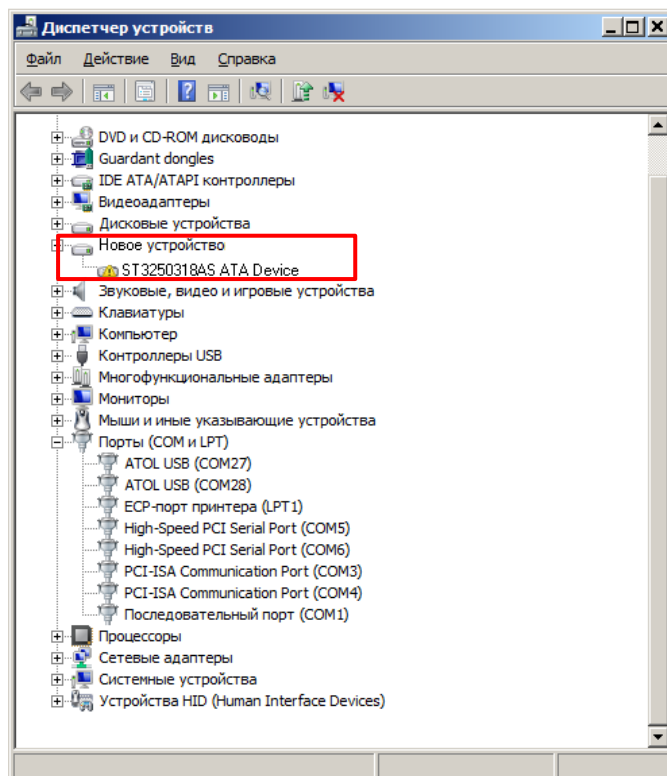 Диспетчер устройств
Файл Действие Вид Справка
DVD и CD-ROM дисководы
Guardant dongles
IDE ATA/ATAPI контроллеры
Видеоадаптеры
Дисковые устройства
Новое устройство
ST3250318AS ATA Device
Звуковые, видео и игровые устройства
Клавиатуры
Компьютер
Контроллеры USB
Многофункциональные адаптеры
Мониторы
Мыши и иные указывающие устройства
Порты (COM и LPT)
ATOL USB (COM27)
ATOL USB (COM28)
ECP-порт принтера (LPT1)
High-Speed PCI Serial Port (COM5)
High-Speed PCI Serial Port (COM6)
PCI-ISA Communication Port (COM3)
PCI-ISA Communication Port (COM4)
Последовательный порт (COM1)
Процессоры
Сетевые адаптеры
Системные устройства
Устройства HID (Human Interface Devices)